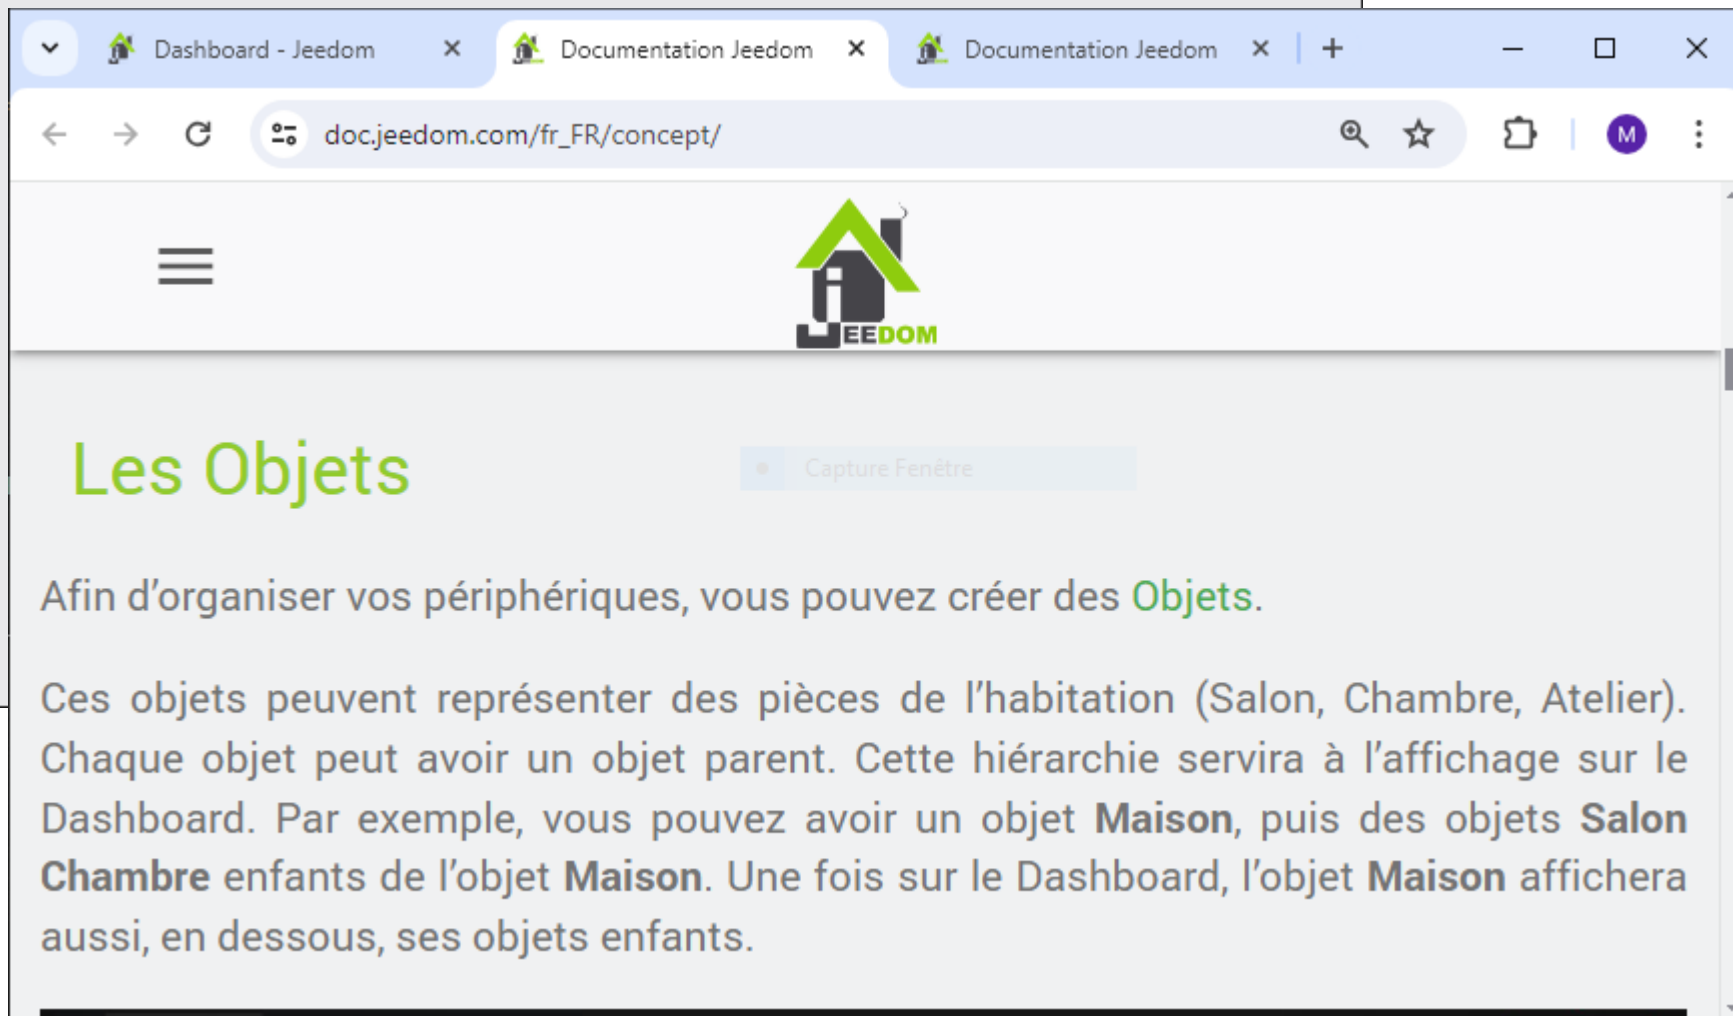 Dashboard - Jeedom
Documentation Jeedom
Documentation Jeedom
doc.jeedom.com/fr_FR/concept/
M
JEEDOM
Les Objets
Capture Fenêtre
Afin d’organiser vos périphériques, vous pouvez créer des Objets.
Ces objets peuvent représenter des pièces de l’habitation (Salon, Chambre, Atelier).
Chaque objet peut avoir un objet parent. Cette hiérarchie servira à l’affichage sur le
Dashboard. Par exemple, vous pouvez avoir un objet Maison, puis des objets Salon
Chambre enfants de l’objet Maison. Une fois sur le Dashboard, l’objet Maison affichera
aussi, en dessous, ses objets enfants.